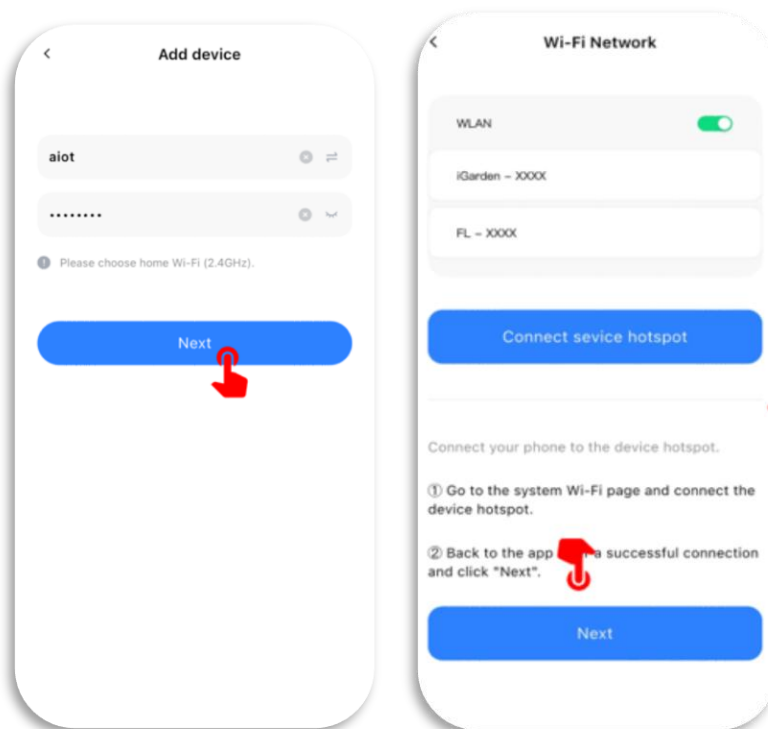 Add device
aiot
••••••••
Please choose home Wi-Fi (2.4GHz).
Next
Wi-Fi Network
WLAN
iGarden – XXXX
FL – XXXX
Connect sevice hotspot
Connect your phone to the device hotspot.
① Go to the system Wi-Fi page and connect the
device hotspot.
② Back to the app a successful connection
and click "Next".
Next